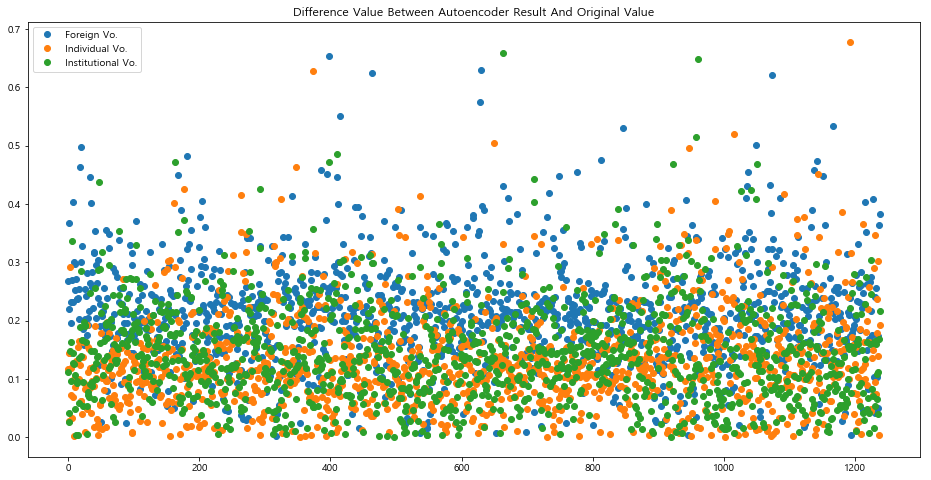 Difference Value Between Autoencoder Result And Original Value
Foreign Vo.
Individual Vo.
Institutional Vo.
0.7
0.6
0.5
0.4
0.3
0.2
0.1
0.0
0 200 400 600 800 1000 1200